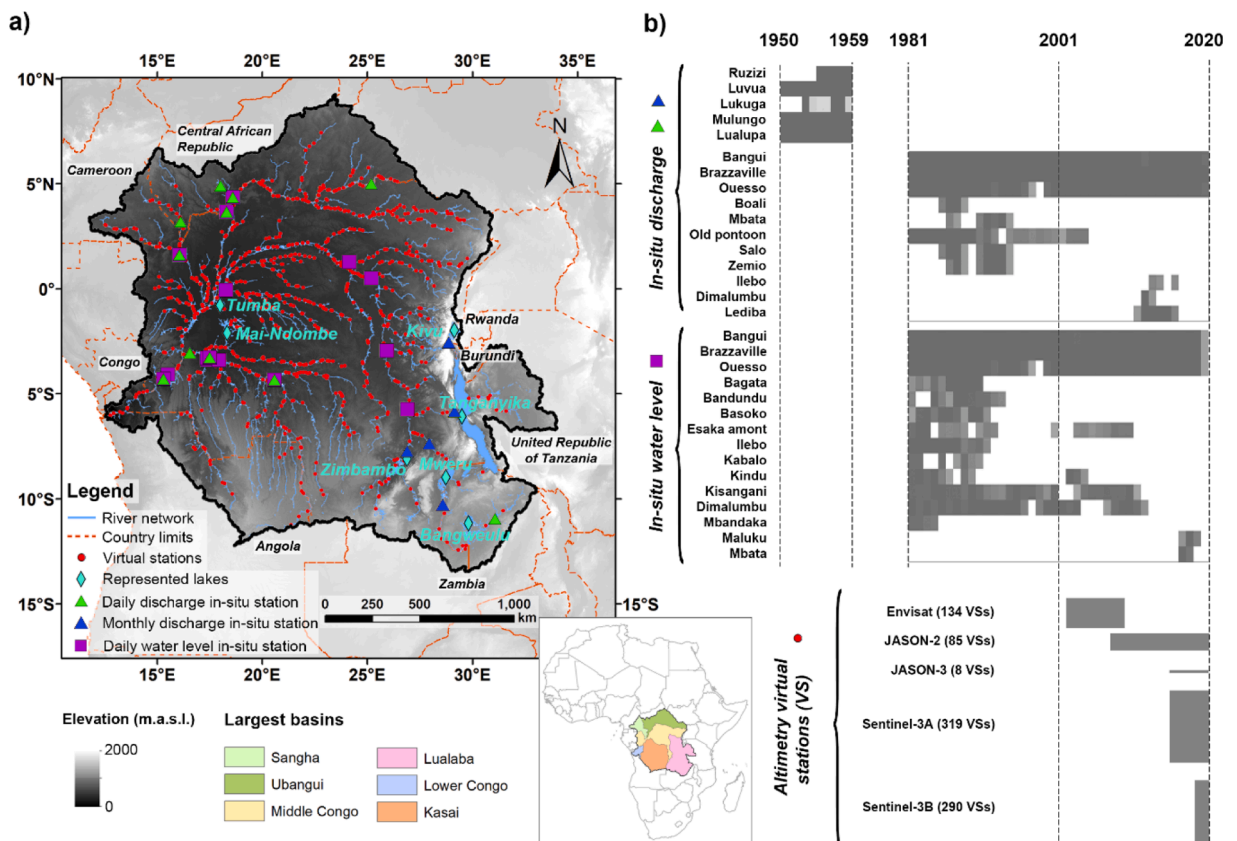 a)
15°E 20°E 25°E 30°E 35°E
10°N
5°N
0°
5°S
10°S
15°S
15°S
N
Central African
Republic
Cameroon
Tumba
Mai-Ndombe
Kivu
Rwanda
Burundi
Congo
Tanganyika
United Republic
of Tanzania
Zimbambo
Mweru
Bangweulu
Angola
Zambia
Legend
River network
Country limits
Virtual stations
Represented lakes
Daily discharge in-situ station
Monthly discharge in-situ station
Daily water level in-situ station
0 250 500 1,000
km
15°E 20°E 25°E 30°E
Elevation (m.a.s.l.)
2000
0
Largest basins
Sangha
Ubangui
Middle Congo
Lualaba
Lower Congo
Kasai
b)
1950 1959 1981 2001 2020
In-situ discharge
Ruzizi
Luvua
Lukuga
Mulungo
Lualupa
Bangui
Brazzaville
Ouesso
Boali
Mbata
Old pontoon
Salo
Zemio
Ilebo
Dimalumbu
Lediba
In-situ water level
Bangui
Brazzaville
Ouesso
Bagata
Bandundu
Basoko
Esaka amont
Ilebo
Kabalo
Kindu
Kisangani
Dimalumbu
Mbandaka
Maluku
Mbata
Altimetry virtual
stations (VS)
Envisat (134 VSs)
JASON-2 (85 VSs)
JASON-3 (8 VSs)
Sentinel-3A (319 VSs)
Sentinel-3B (290 VSs)